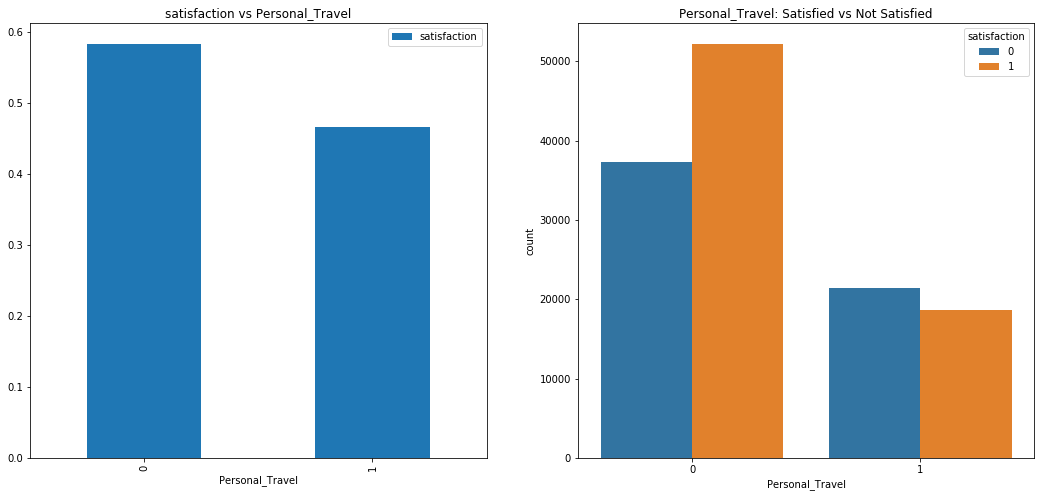 satisfaction vs Personal_Travel
0.6
0.5
0.4
0.3
0.2
0.1
0.0
satisfaction
0
1
Personal_Travel
Personal_Travel: Satisfied vs Not Satisfied
50000
40000
30000
20000
10000
0
count
satisfaction
0
1
0
1
Personal_Travel